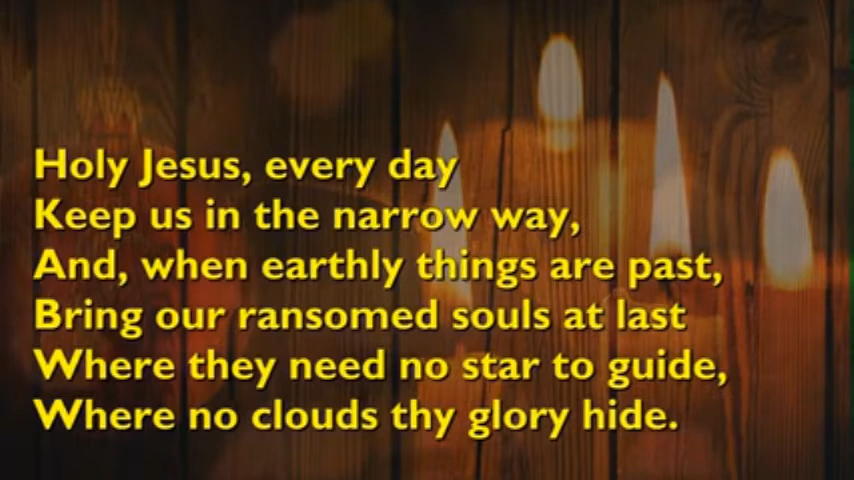 Holy Jesus, every day
Keep us in the narrow way,
And, when earthly things are past,
Bring our ransomed souls at last
Where they need no star to guide,
Where no clouds thy glory hide.